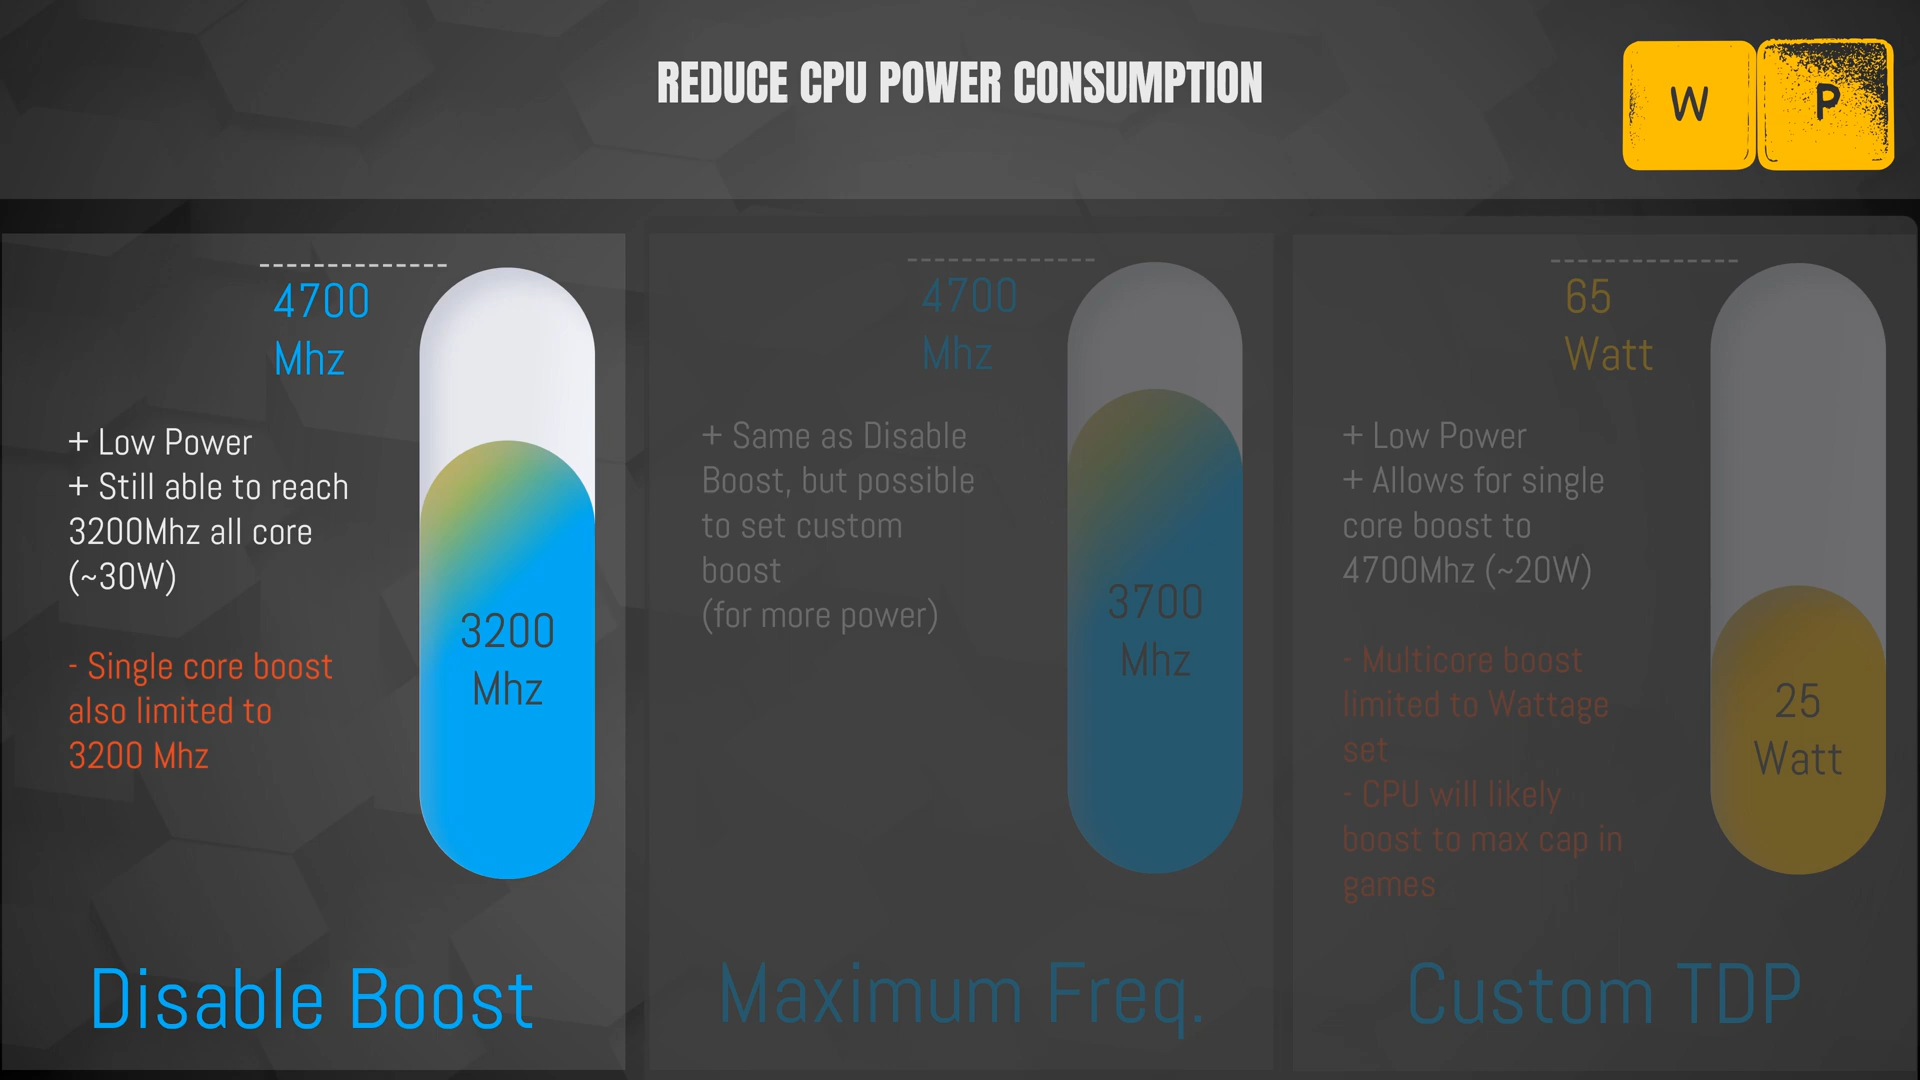 REDUCE CPU POWER CONSUMPTION
W P
4700
Mhz
+ Low Power
+ Still able to reach
3200Mhz all core
(~30W)
- Single core boost
also limited to
3200 Mhz
3200
Mhz
Disable Boost
4700
Mhz
+ Same as Disable
Boost, but possible
to set custom
boost
(for more power)
3700
Mhz
Maximum Freq.
65
Watt
+ Low Power
+ Allows for single
core boost to
4700Mhz (~20W)
- Multicore boost
limited to Wattage
set
- CPU will likely
boost to max cap in
games
25
Watt
Custom TDP